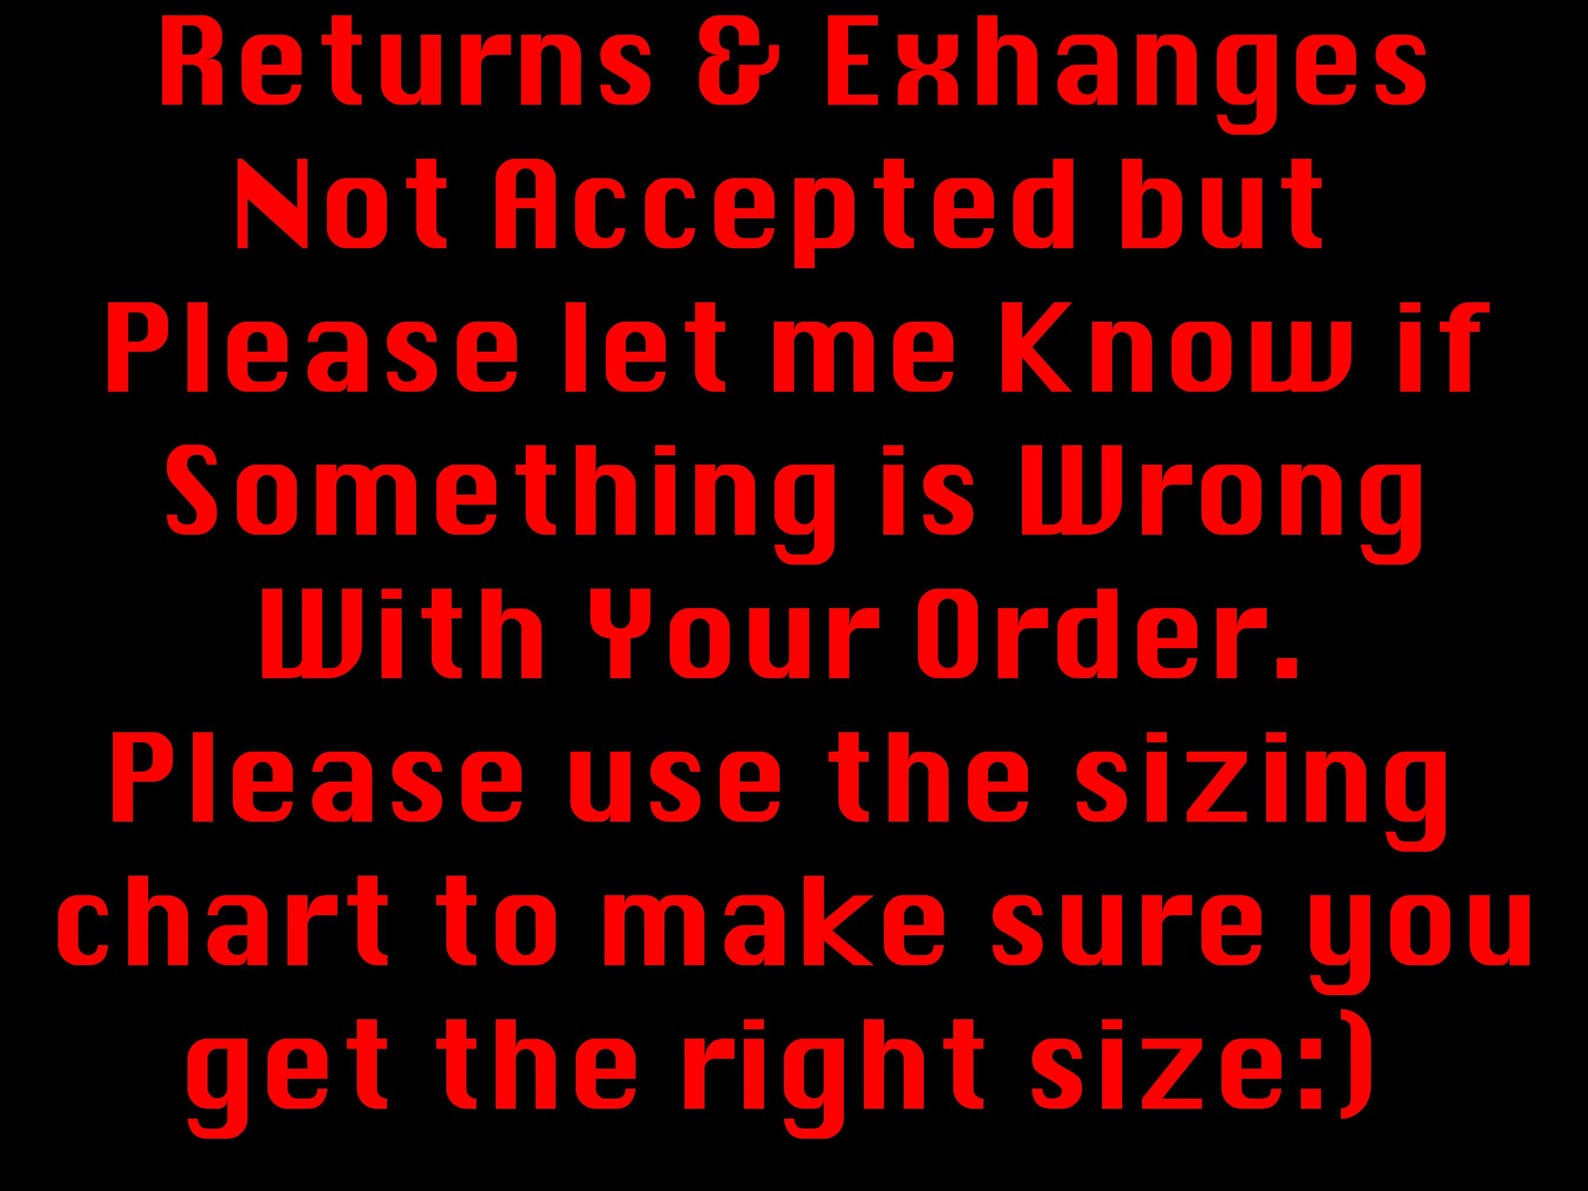 Returns & Exhanges
Not Accepted but
Please let me Know if
Something is Wrong
With Your Order.
Please use the sizing
chart to make sure you
get the right size:)